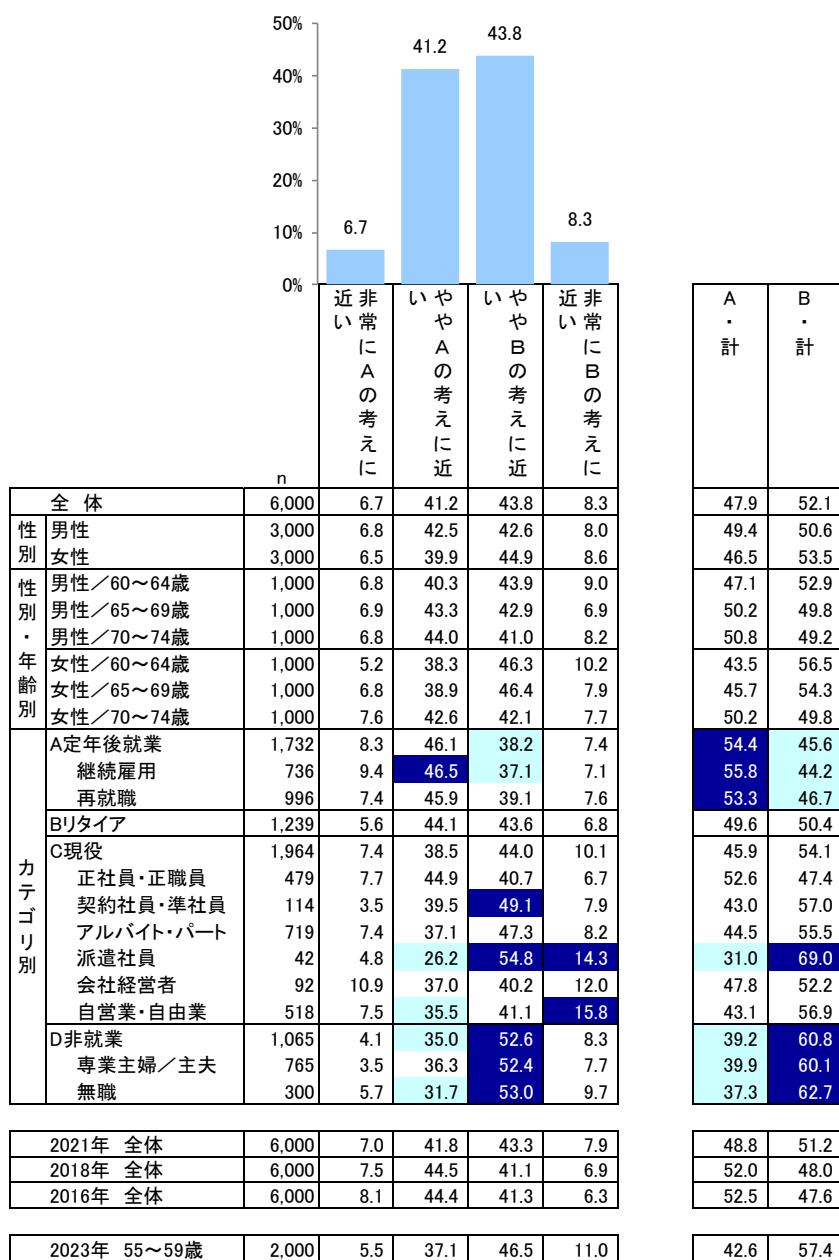 50%
40%
30%
20%
10%
0%
6.7
41.2
43.8
8.3
非常にAの考えに近い
ややAの考えに近い
ややBの考えに近い
非常にBの考えに近い
A・計
B・計
n
全 体 6,000 6.7 41.2 43.8 8.3 47.9 52.1
性別
男性 3,000 6.8 42.5 42.6 8.0 49.4 50.6
女性 3,000 6.5 39.9 44.9 8.6 46.5 53.5
性別・年齢別
男性/60~64歳 1,000 6.8 40.3 43.9 9.0 47.1 52.9
男性/65~69歳 1,000 6.9 43.3 42.9 6.9 50.2 49.8
男性/70~74歳 1,000 6.8 44.0 41.0 8.2 50.8 49.2
女性/60~64歳 1,000 5.2 38.3 46.3 10.2 43.5 56.5
女性/65~69歳 1,000 6.8 38.9 46.4 7.9 45.7 54.3
女性/70~74歳 1,000 7.6 42.6 42.1 7.7 50.2 49.8
カテゴリ別
A定年後就業 1,732 8.3 46.1 38.2 7.4 54.4 45.6
継続雇用 736 9.4 46.5 37.1 7.1 55.8 44.2
再就職 996 7.4 45.9 39.1 7.6 53.3 46.7
Bリタイア 1,239 5.6 44.1 43.6 6.8 49.6 50.4
C現役 1,964 7.4 38.5 44.0 10.1 45.9 54.1
正社員・正職員 479 7.7 44.9 40.7 6.7 52.6 47.4
契約社員・準社員 114 3.5 39.5 49.1 7.9 43.0 57.0
アルバイト・パート 719 7.4 37.1 47.3 8.2 44.5 55.5
派遣社員 42 4.8 26.2 54.8 14.3 31.0 69.0
会社経営者 92 10.9 37.0 40.2 12.0 47.8 52.2
自営業・自由業 518 7.5 35.5 41.1 15.8 43.1 56.9
D非就業 1,065 4.1 35.0 52.6 8.3 39.2 60.8
専業主婦/主夫 765 3.5 36.3 52.4 7.7 39.9 60.1
無職 300 5.7 31.7 53.0 9.7 37.3 62.7
2021年 全体 6,000 7.0 41.8 43.3 7.9 48.8 51.2
2018年 全体 6,000 7.5 44.5 41.1 6.9 52.0 48.0
2016年 全体 6,000 8.1 44.4 41.3 6.3 52.5 47.6
2023年 55~59歳 2,000 5.5 37.1 46.5 11.0 42.6 57.4